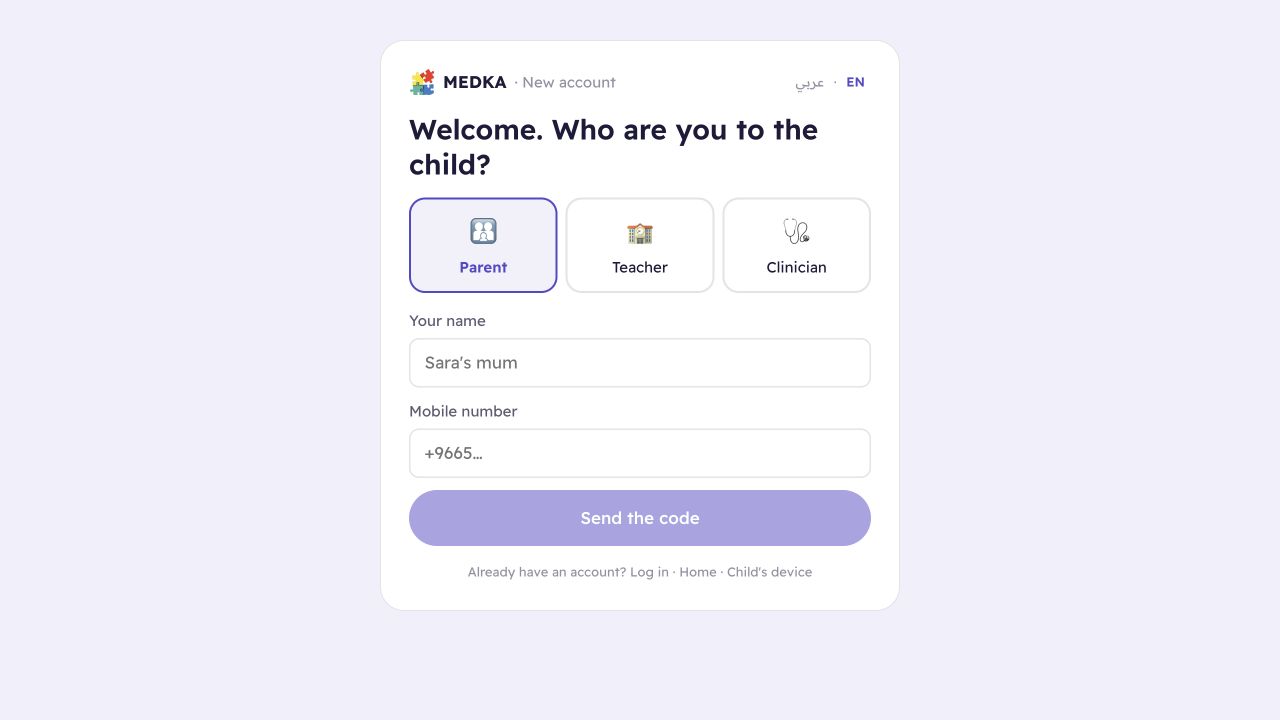 MEDKA · New account
عربي · EN
Welcome. Who are you to the
child?
Parent
Teacher
Clinician
Your name
Sara's mum
Mobile number
+9665…
Send the code
Already have an account? Log in · Home · Child's device